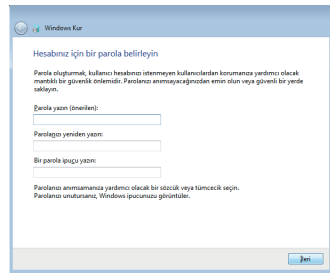 Windows Kur
Hesabınız için bir parola belirleyin
Parola oluşturmak, kullanıcı hesabınızı istenmeyen kullanıcılardan korumanıza yardımcı olacak
mantıklı bir güvenlik önlemidir. Parolanızı anımsayacağınızdan emin olun veya güvenli bir yerde
saklayın.
Parola yazın (önerilen):
Parolanızı yeniden yazın:
Bir parola ipucu yazın:
Parolanızı anımsamanıza yardımcı olacak bir sözcük veya tümcecik seçin.
Parolanızı unutursanız, Windows ipucunuzu görüntüler.
İleri